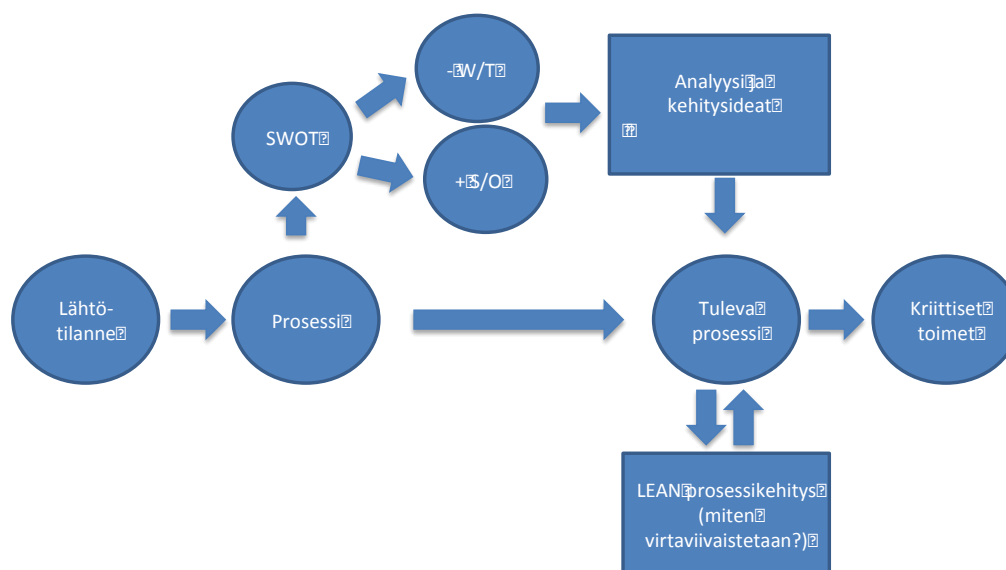 - W/T
Analyysi ja
kehitysideat
SWOT
+ S/O
Lähtö-
tilanne
Prosessi
Tuleva
prosessi
Kriittiset
toimet
LEAN prosessikehitys
(miten
virtaviivaistetaan?)